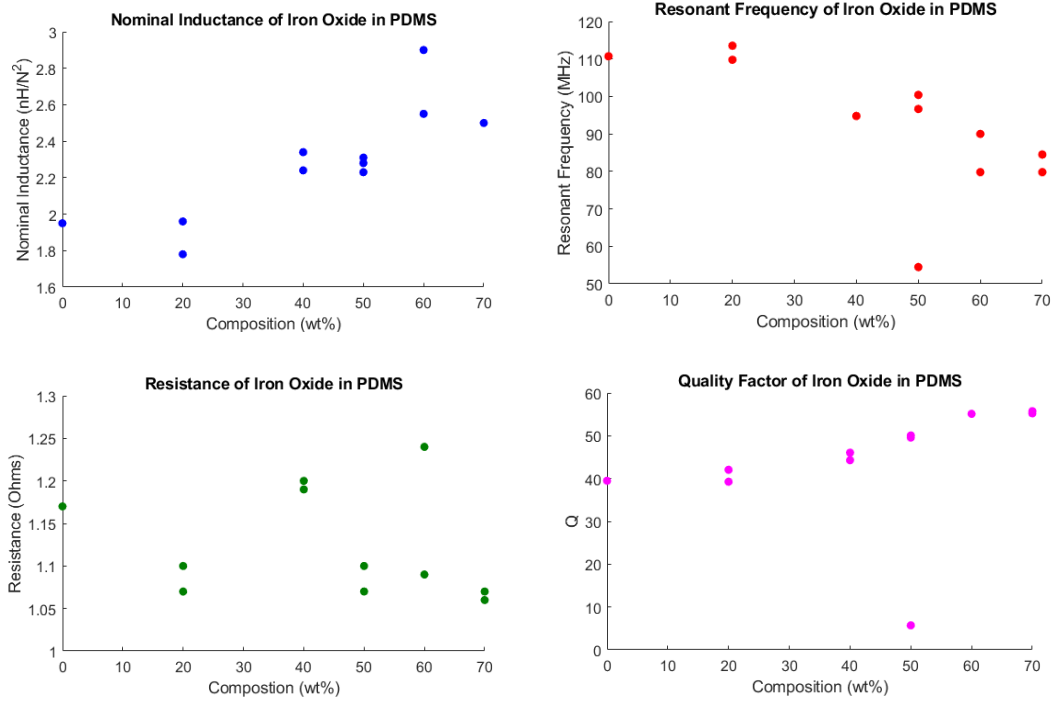 Nominal Inductance of Iron Oxide in PDMS
Nominal Inductance (nH/N²)
3
2.8
2.6
2.4
2.2
2
1.8
1.6
0 10 20 30 40 50 60 70
Composition (wt%)
Resonant Frequency of Iron Oxide in PDMS
Resonant Frequency (MHz)
120
110
100
90
80
70
60
50
0 10 20 30 40 50 60 70
Composition (wt%)
Resistance of Iron Oxide in PDMS
Resistance (Ohms)
1.3
1.25
1.2
1.15
1.1
1.05
1
0 10 20 30 40 50 60 70
Compostion (wt%)
Quality Factor of Iron Oxide in PDMS
Q
60
50
40
30
20
10
0
0 10 20 30 40 50 60 70
Composition (wt%)